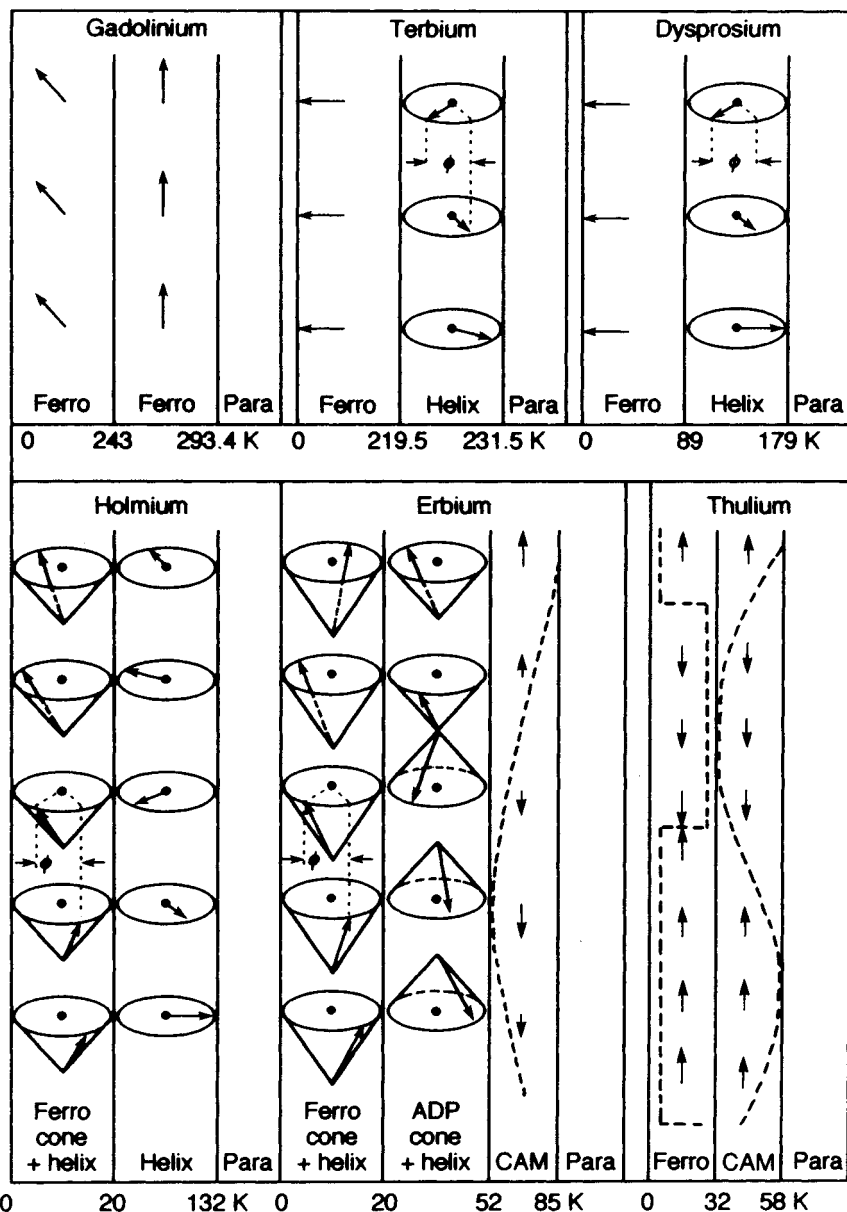 Gadolinium Terbium Dysprosium
ϕ ϕ
Ferro Ferro Para Ferro Helix Para Ferro Helix Para
0 243 293.4 K 0 219.5 231.5 K 0 89 179 K
Holmium Erbium Thulium
ϕ ϕ
Ferro cone + helix Helix Para Ferro cone + helix ADP cone + helix CAM Para Ferro CAM Para
0 20 132 K 0 20 52 85 K 0 32 58 K